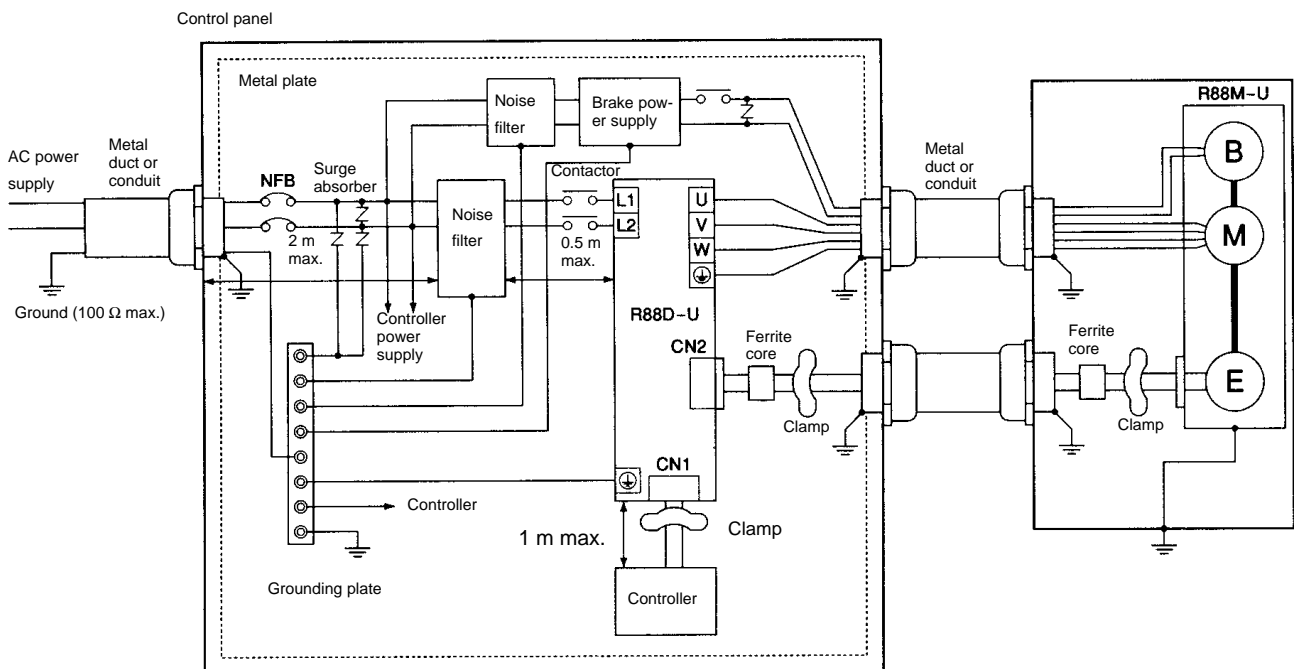 Control panel
Metal plate
R88M-U
AC power
supply
Metal
duct or
conduit
NFB
Surge
absorber
2 m
max.
Noise
filter
Noise
filter
Brake pow-
er supply
Contactor
0.5 m
max.
L1
L2
U
V
W
Metal
duct or
conduit
B
M
E
Ground (100 Ω max.)
Controller
power
supply
R88D-U
CN2
Ferrite
core
Clamp
Ferrite
core
Clamp
CN1
Controller
Clamp
1 m max.
Grounding plate
Controller